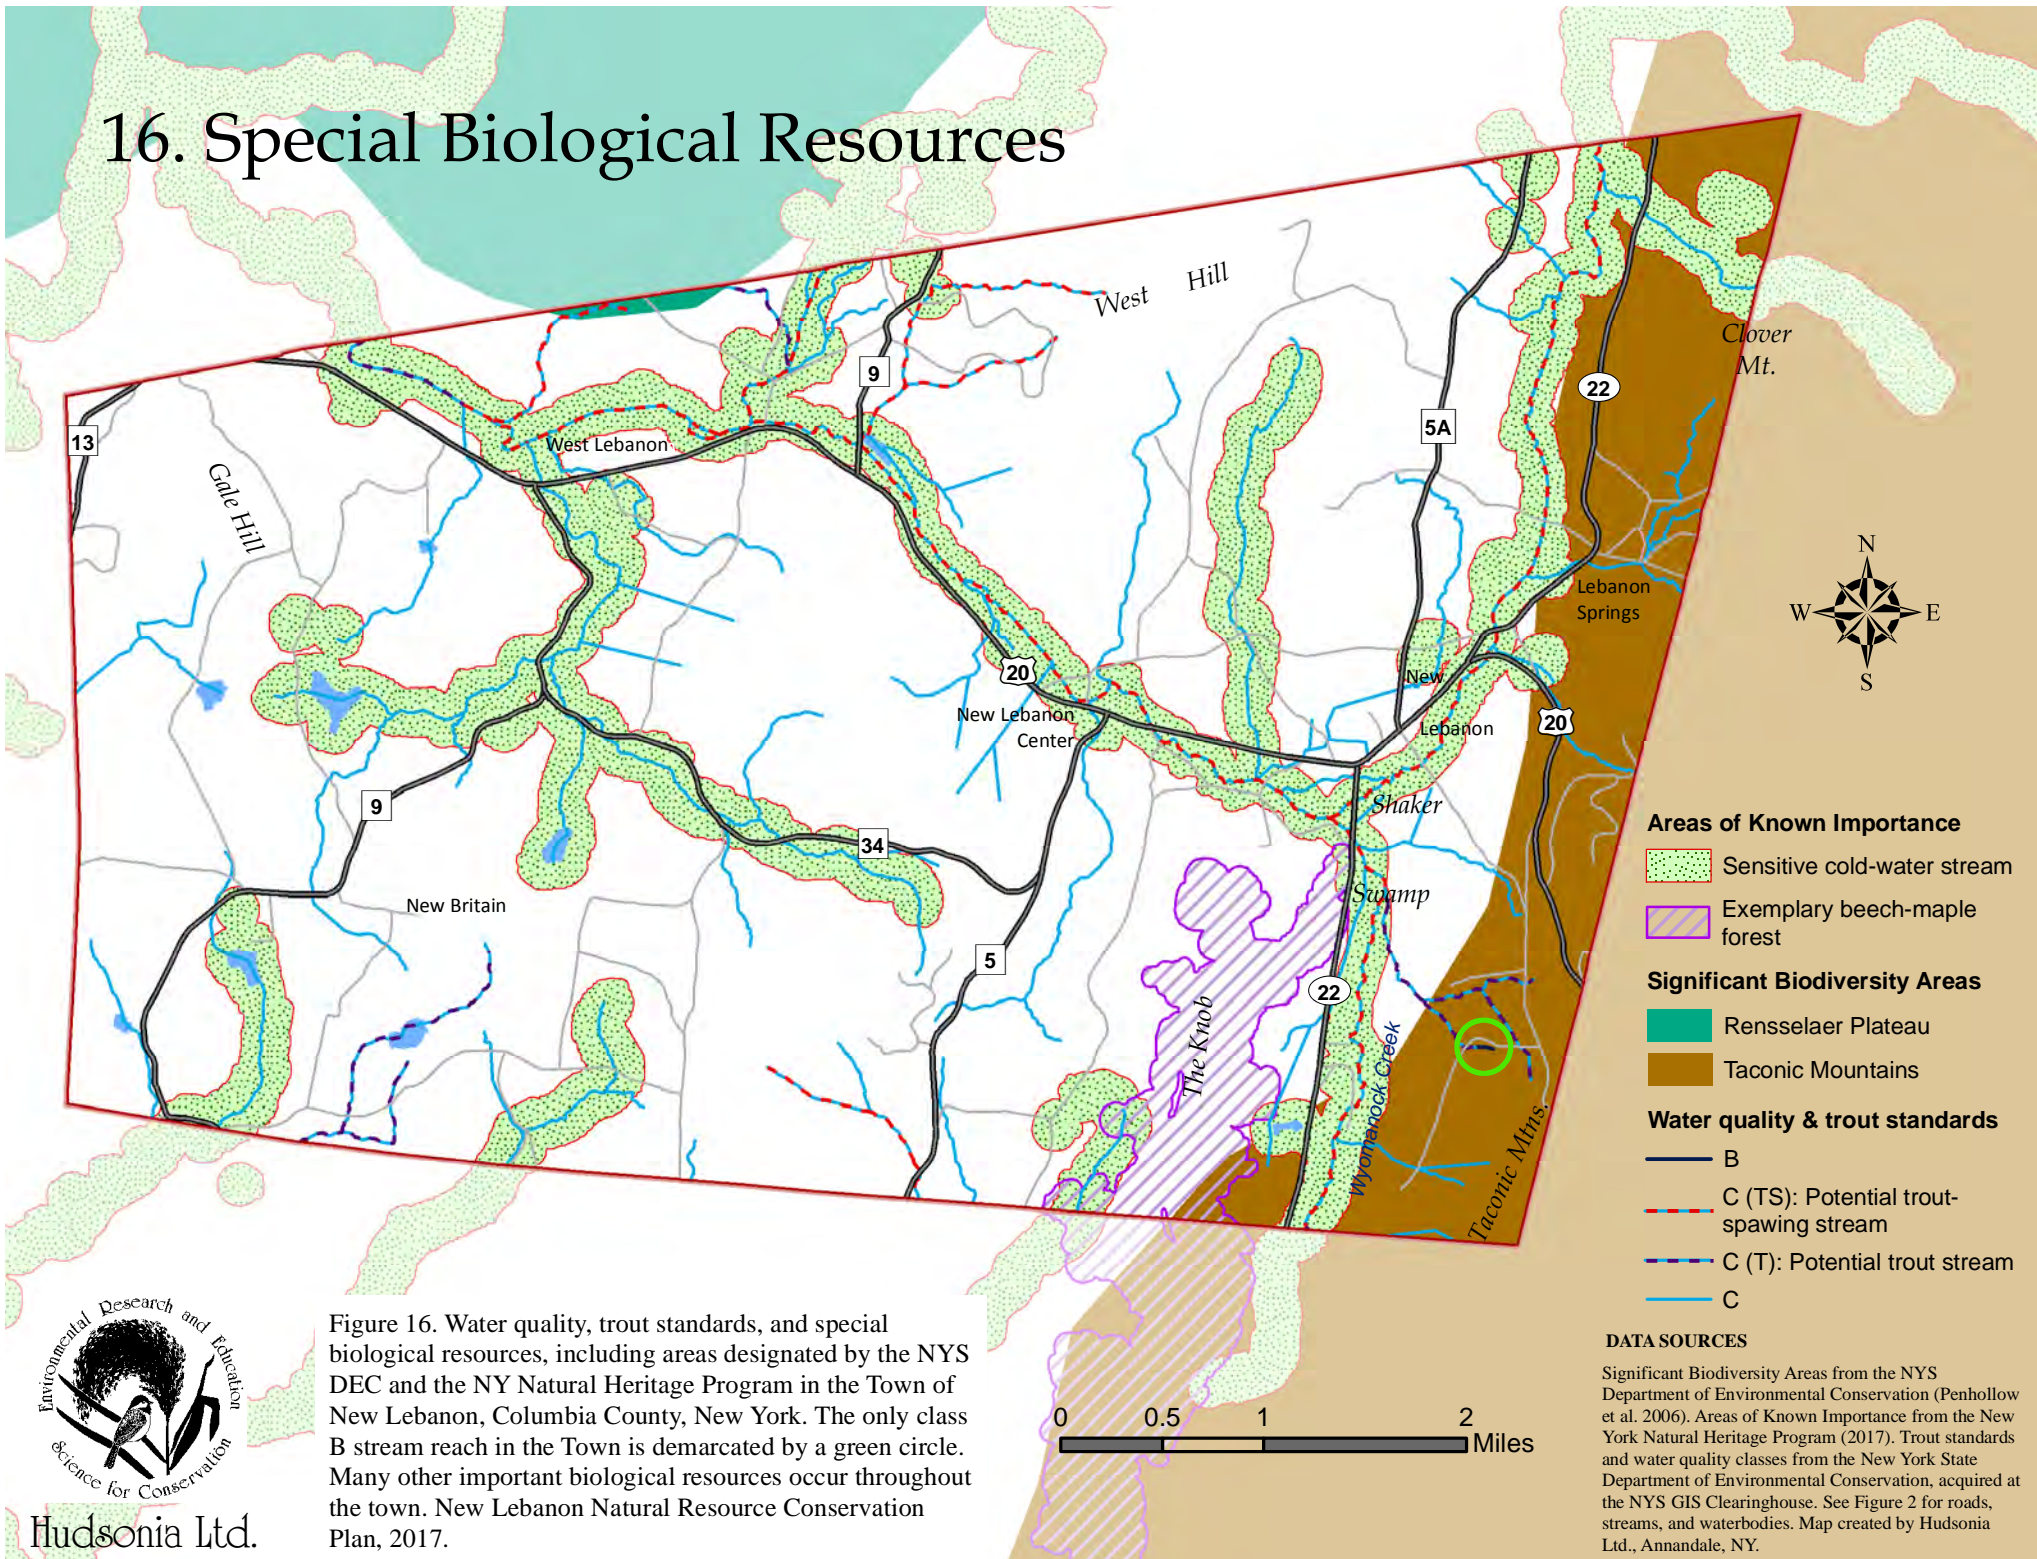 16. Special Biological Resources
West Hill
Clover
Mt.
9
22
5A
13
West Lebanon
Gale Hill
Lebanon
Springs
N
W E
S
20
New
New Lebanon
Center
Lebanon
20
9
Shaker
34
Swamp
New Britain
5
22
The Knob
Wyomanock Creek
Taconic Mtns.
Areas of Known Importance
Sensitive cold-water stream
Exemplary beech-maple
forest
Significant Biodiversity Areas
Rensselaer Plateau
Taconic Mountains
Water quality & trout standards
B
C (TS): Potential trout-
spawing stream
C (T): Potential trout stream
C
DATA SOURCES
Significant Biodiversity Areas from the NYS
Department of Environmental Conservation (Penhollow
et al. 2006). Areas of Known Importance from the New
York Natural Heritage Program (2017). Trout standards
and water quality classes from the New York State
Department of Environmental Conservation, acquired at
the NYS GIS Clearinghouse. See Figure 2 for roads,
streams, and waterbodies. Map created by Hudsonia
Ltd., Annandale, NY.
0 0.5 1 2
Miles
Environmental Research and Education
Science for Conservation
Hudsonia Ltd.
Figure 16. Water quality, trout standards, and special
biological resources, including areas designated by the NYS
DEC and the NY Natural Heritage Program in the Town of
New Lebanon, Columbia County, New York. The only class
B stream reach in the Town is demarcated by a green circle.
Many other important biological resources occur throughout
the town. New Lebanon Natural Resource Conservation
Plan, 2017.